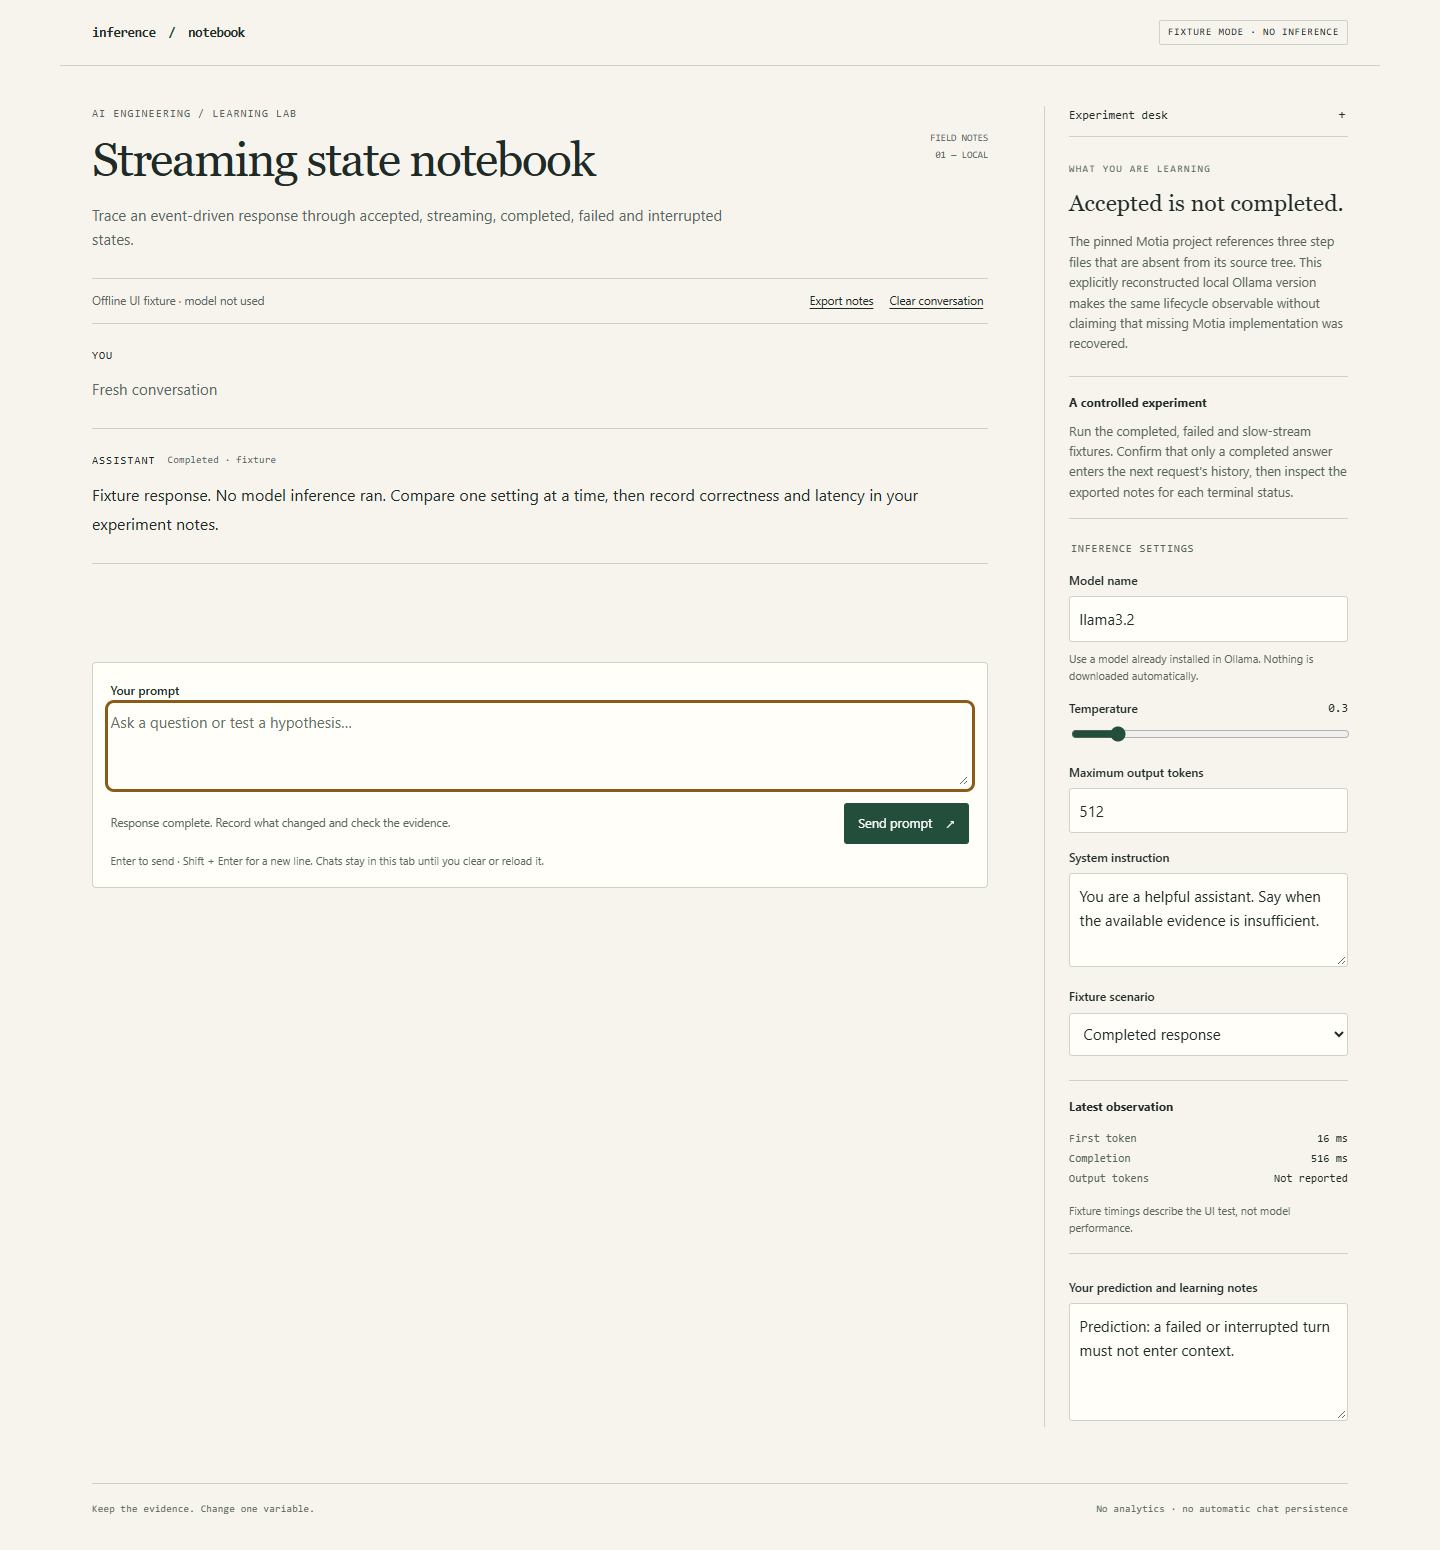 inference / notebook
FIXTURE MODE · NO INFERENCE
AI ENGINEERING / LEARNING LAB
Streaming state notebook
FIELD NOTES
01 — LOCAL
Trace an event-driven response through accepted, streaming, completed, failed and interrupted
states.
Offline UI fixture · model not used
Export notes
Clear conversation
YOU
Fresh conversation
ASSISTANT Completed · fixture
Fixture response. No model inference ran. Compare one setting at a time, then record correctness and latency in your
experiment notes.
Your prompt
Ask a question or test a hypothesis...
Response complete. Record what changed and check the evidence.
Send prompt ↗
Enter to send · Shift + Enter for a new line. Chats stay in this tab until you clear or reload it.
Experiment desk +
WHAT YOU ARE LEARNING
Accepted is not completed.
The pinned Motia project references three step
files that are absent from its source tree. This
explicitly reconstructed local Ollama version
makes the same lifecycle observable without
claiming that missing Motia implementation was
recovered.
A controlled experiment
Run the completed, failed and slow-stream
fixtures. Confirm that only a completed answer
enters the next request's history, then inspect the
exported notes for each terminal status.
INFERENCE SETTINGS
Model name
llama3.2
Use a model already installed in Ollama. Nothing is
downloaded automatically.
Temperature 0.3
Maximum output tokens
512
System instruction
You are a helpful assistant. Say when
the available evidence is insufficient.
Fixture scenario
Completed response
Latest observation
First token 16 ms
Completion 516 ms
Output tokens Not reported
Fixture timings describe the UI test, not model
performance.
Your prediction and learning notes
Prediction: a failed or interrupted turn
must not enter context.
Keep the evidence. Change one variable.
No analytics · no automatic chat persistence